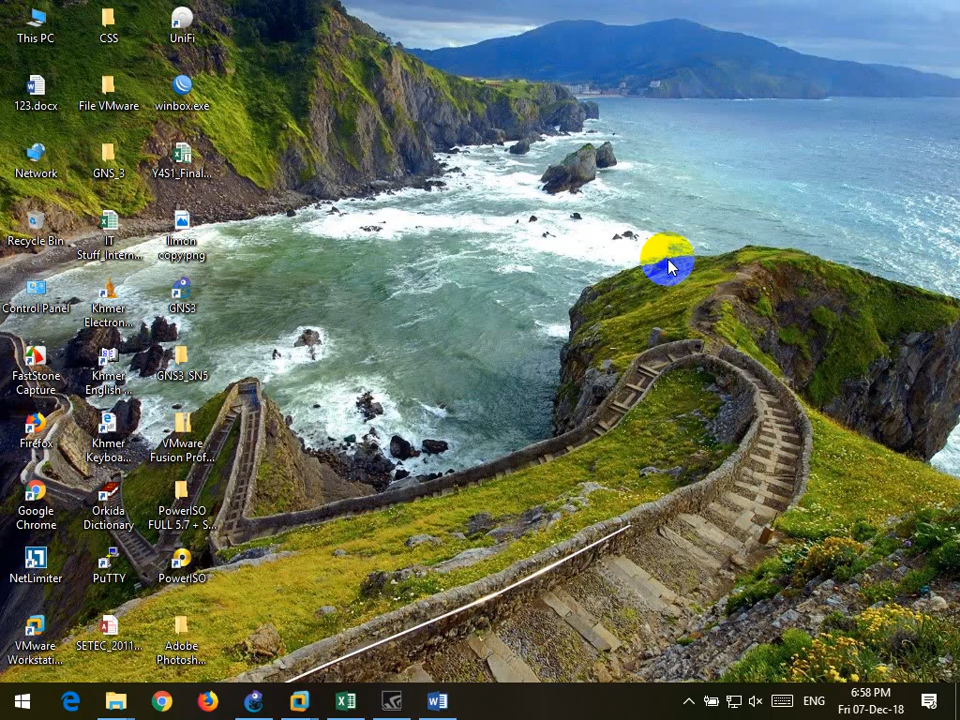 This PC
CSS
UniFi
123.docx
File VMware
winbox.exe
Network
GNS_3
Y4S1_Final...
Recycle Bin
IT
Stuff_Intern...
limon
copy.png
Control Panel
Khmer
Electron...
GNS3
FastStone
Capture
Khmer
English ...
GNS3_SN5
Firefox
Khmer
Keyboa...
VMware
Fusion Prof...
Google
Chrome
Orkida
Dictionary
PowerISO
FULL 5.7 + S...
NetLimiter
PuTTY
PowerISO
VMware
Workstati...
SETEC_2011...
Adobe
Photosh...
ENG
6:58 PM
Fri 07-Dec-18